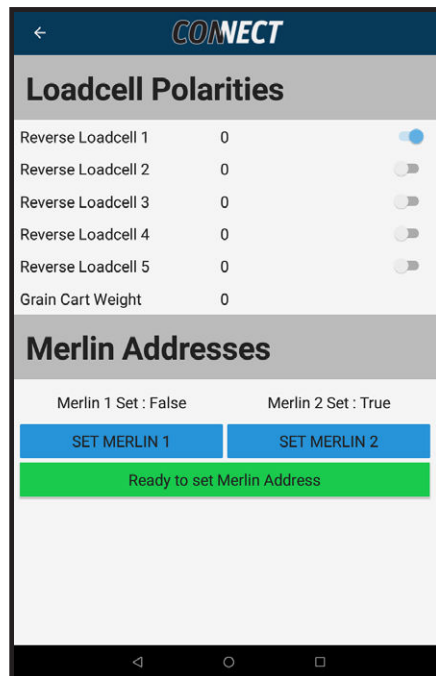 CONNECT
Loadcell Polarities
Reverse Loadcell 1 0
Reverse Loadcell 2 0
Reverse Loadcell 3 0
Reverse Loadcell 4 0
Reverse Loadcell 5 0
Grain Cart Weight 0
Merlin Addresses
Merlin 1 Set : False Merlin 2 Set : True
SET MERLIN 1 SET MERLIN 2
Ready to set Merlin Address